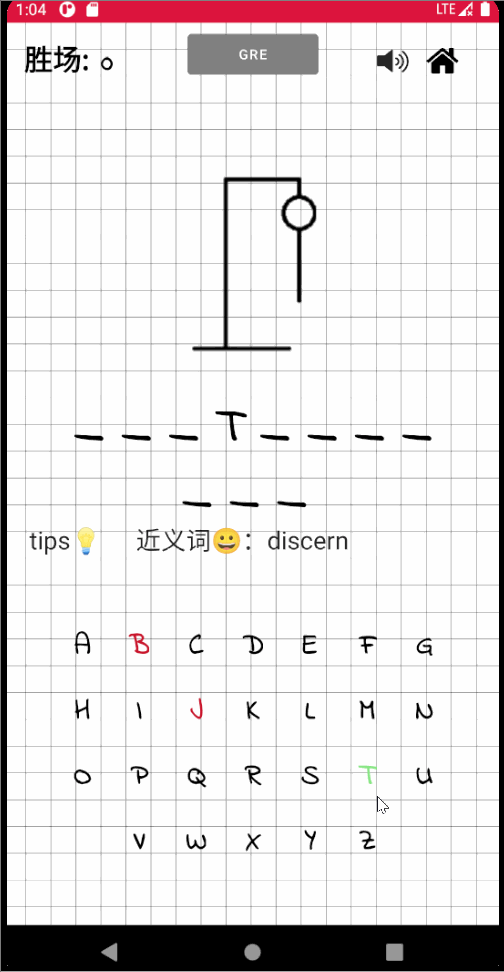 1:04 LTE
胜场: 0 GRE
_ _ _ T _ _ _ _
_ _ _
tips💡 近义词😀：discern
A B C D E F G
H I J K L M N
O P Q R S T U
V W X Y Z